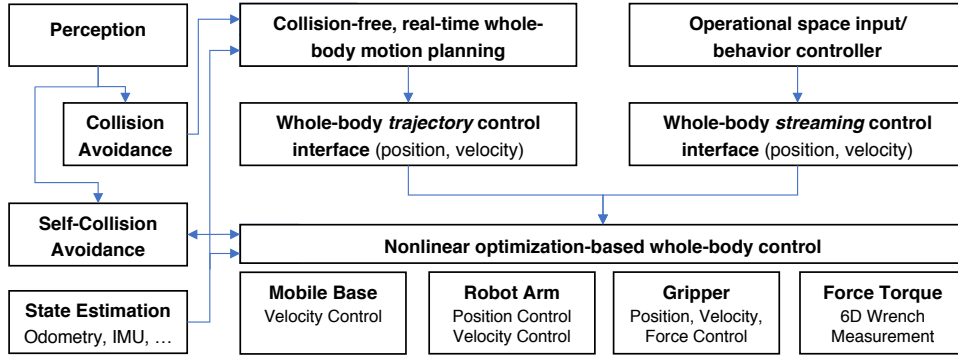 Perception
Collision
Avoidance
Self-Collision
Avoidance
State Estimation
Odometry, IMU, ...
Collision-free, real-time whole-
body motion planning
Operational space input/
behavior controller
Whole-body trajectory control
interface (position, velocity)
Whole-body streaming control
interface (position, velocity)
Nonlinear optimization-based whole-body control
Mobile Base
Velocity Control
Robot Arm
Position Control
Velocity Control
Gripper
Position, Velocity,
Force Control
Force Torque
6D Wrench
Measurement